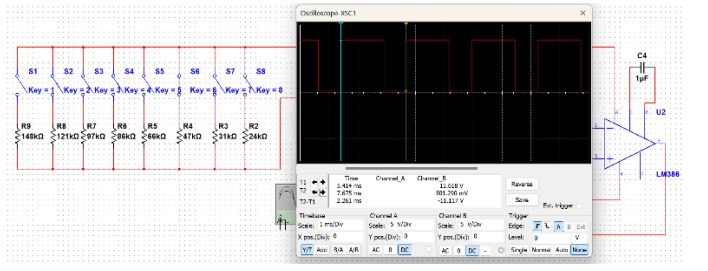 Oscilloscope-XSC1
S1 S2 S3 S4 S5 S6 S7 S8
Key = 1 Key = 2 Key = 3 Key = 4 Key = 5 Key = 6 Key = 7 Key = 8
R9 R8 R7 R6 R5 R4 R3 R2
148kΩ 121kΩ 97kΩ 86kΩ 66kΩ 47kΩ 31kΩ 24kΩ
C4
1µF
U2
LM386
Time Channel_A Channel_B
T1 5.414 ms 11.618 V
T2 7.675 ms 501.290 mV
T2-T1 2.261 ms -11.117 V
Reverse
Save
Ext. trigger
Timebase Channel A Channel B Trigger
Scale: 1 ms/Div Scale: 5 V/Div Scale: 5 V/Div Edge: A B Ext
X pos.(Div): 0 Y pos.(Div): 0 Y pos.(Div): 0 Level: 0 V
Y/T Add B/A A/B AC 0 DC AC 0 DC - Single Normal Auto None